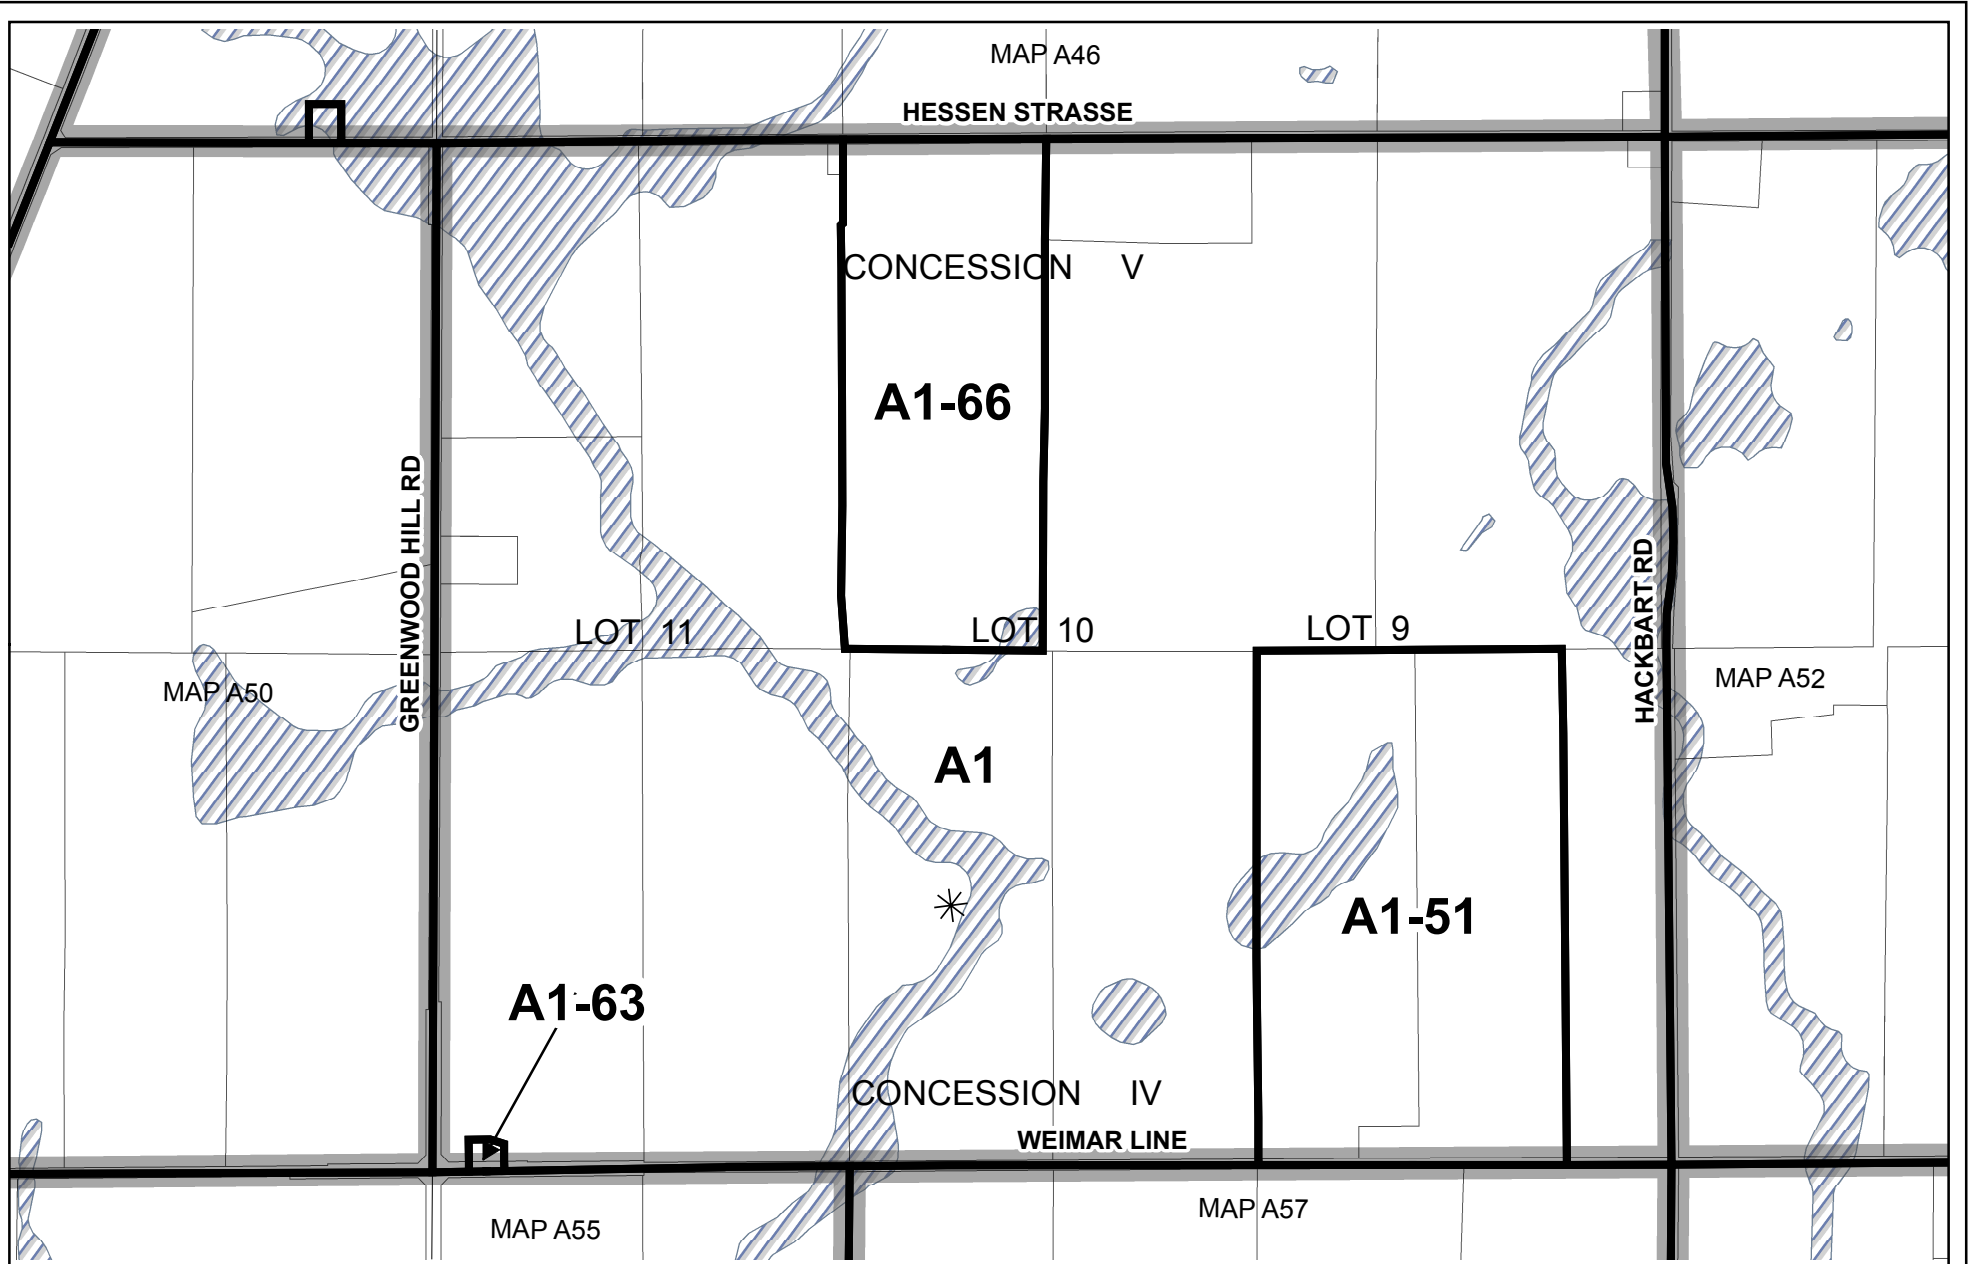 MAP A46
HESSEN STRASSE
CONCESSION V
A1-66
GREENWOOD HILL RD
HACKBART RD
LOT 11
LOT 10
LOT 9
MAP A50
MAP A52
A1
A1-51
A1-63
CONCESSION IV
WEIMAR LINE
MAP A55
MAP A57